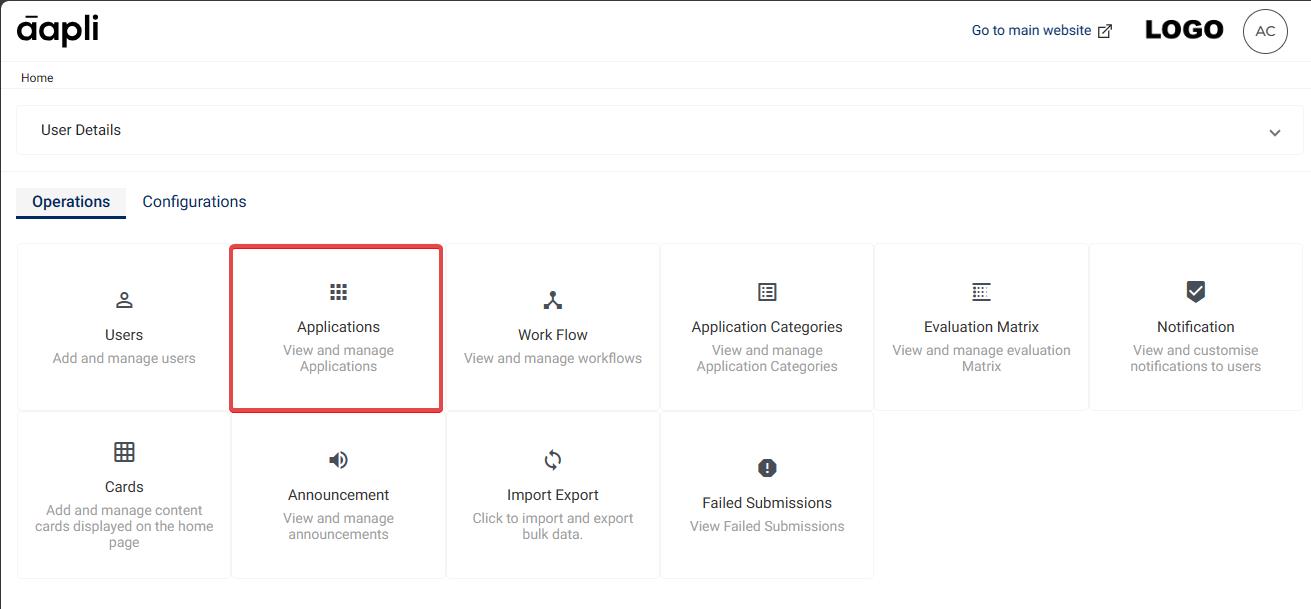 āapli
Go to main website
LOGO
AC
Home
User Details
Operations
Configurations
Users
Add and manage users
Applications
View and manage
Applications
Work Flow
View and manage workflows
Application Categories
View and manage
Application Categories
Evaluation Matrix
View and manage evaluation
Matrix
Notification
View and customise
notifications to users
Cards
Add and manage content
cards displayed on the home
page
Announcement
View and manage
announcements
Import Export
Click to import and export
bulk data.
Failed Submissions
View Failed Submissions